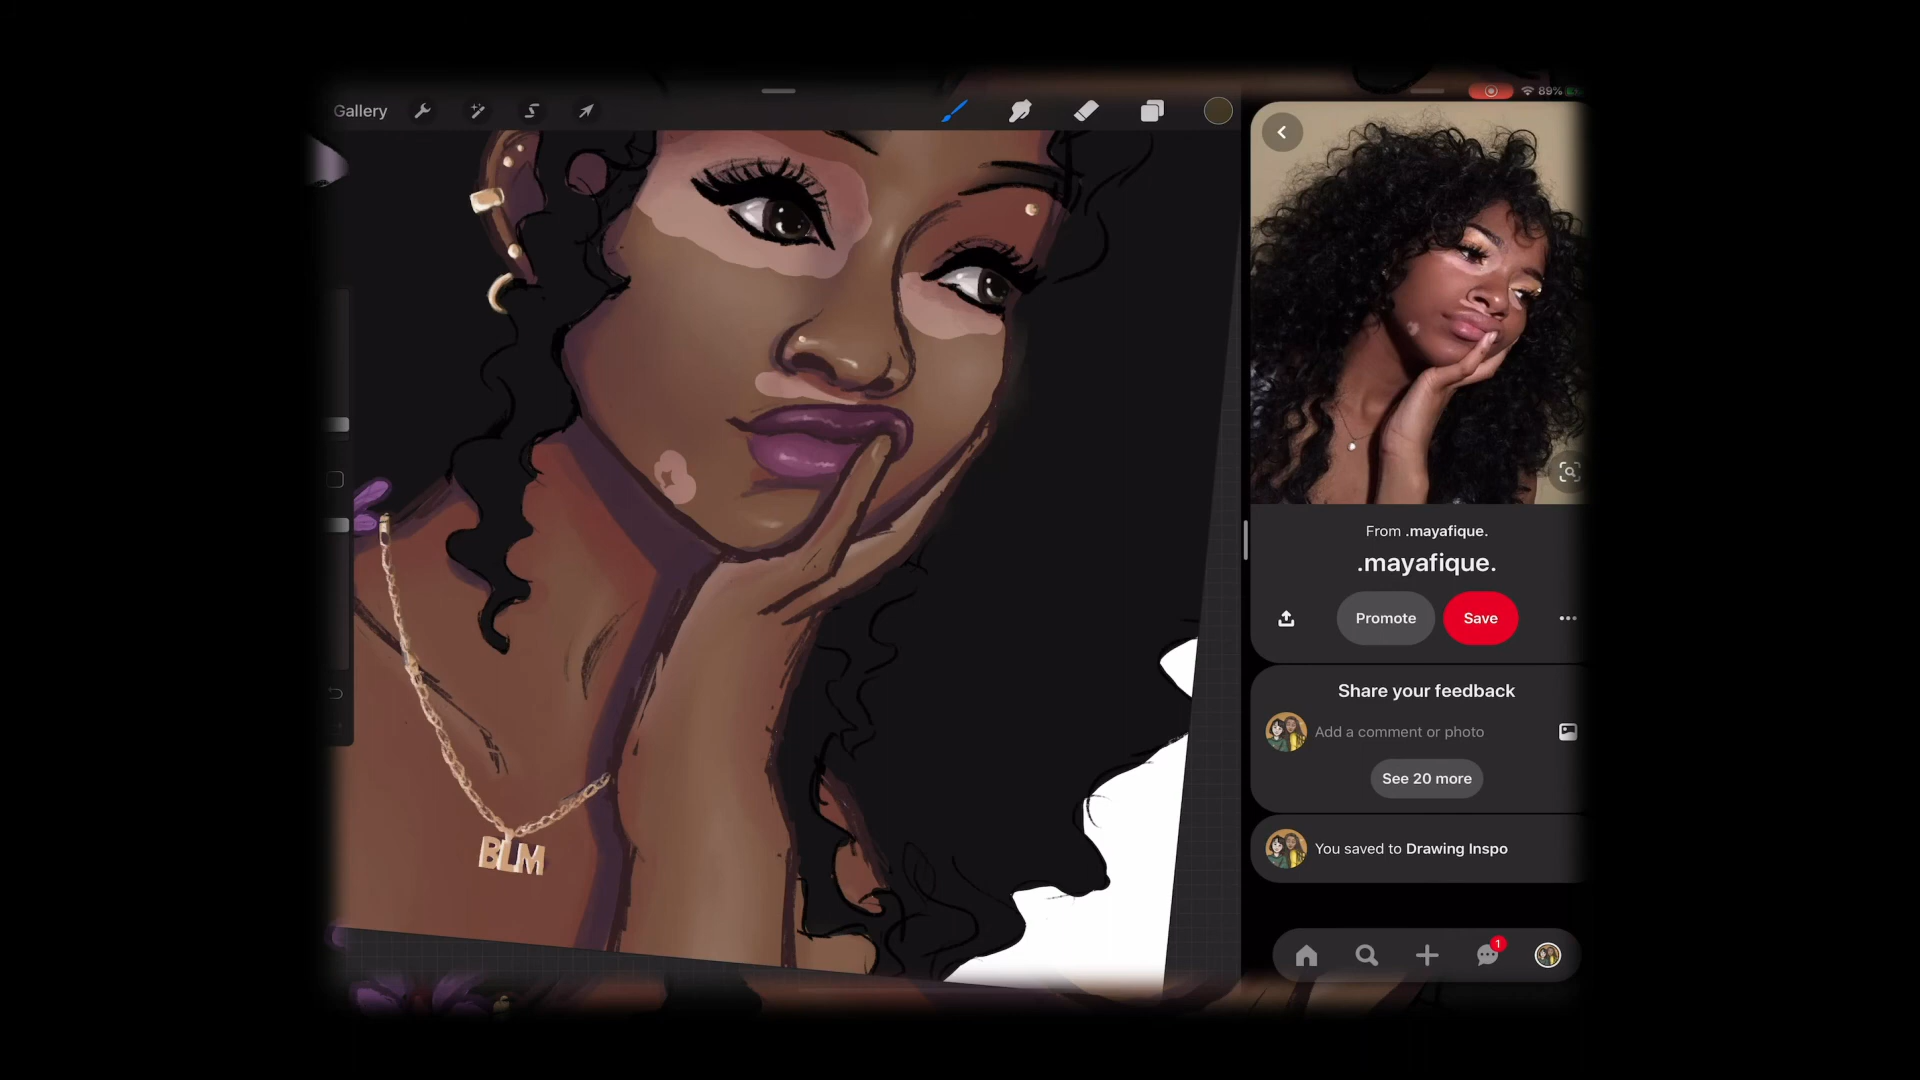 Gallery
89%
From .mayafique.
.mayafique.
Promote
Save
Share your feedback
Add a comment or photo
See 20 more
You saved to Drawing Inspo
1
BLM